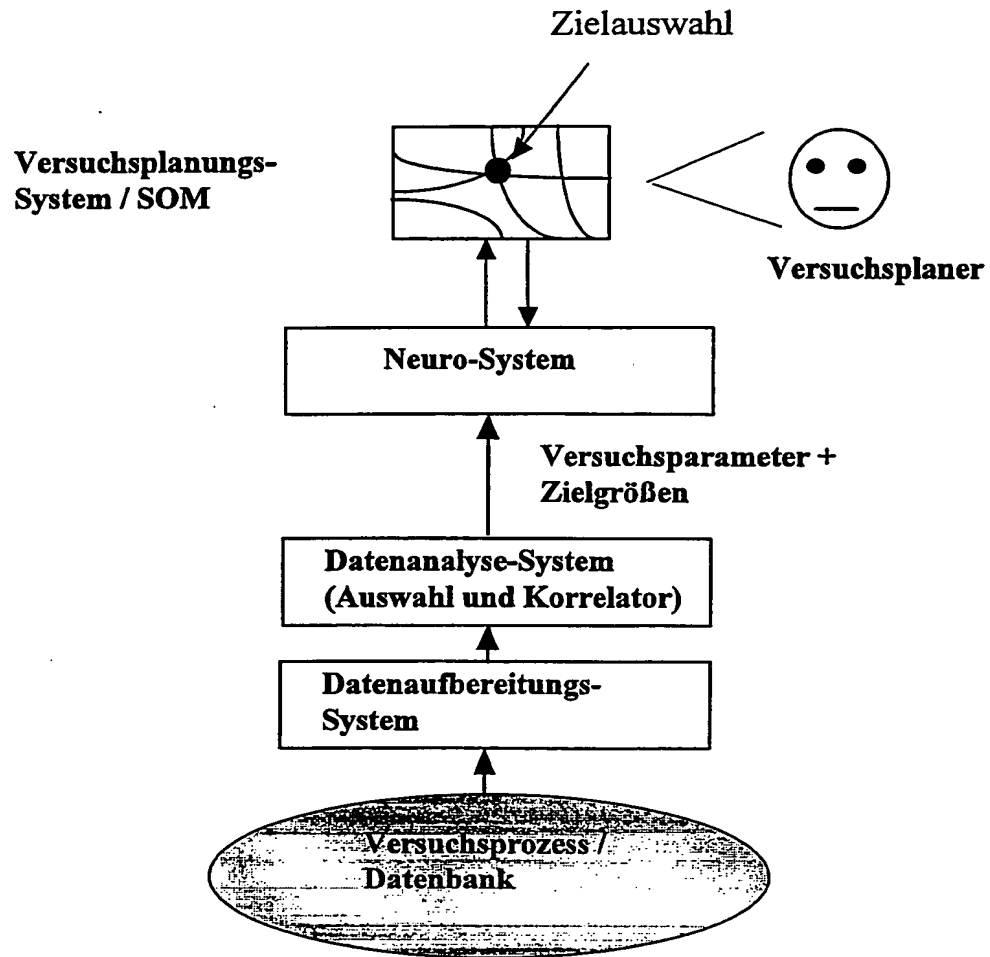 Zielauswahl
Versuchsplanungs-
System / SOM
Versuchsplaner
Neuro-System
Versuchsparameter +
Zielgrößen
Datenanalyse-System
(Auswahl und Korrelator)
Datenaufbereitungs-
System
Versuchsprozess /
Datenbank